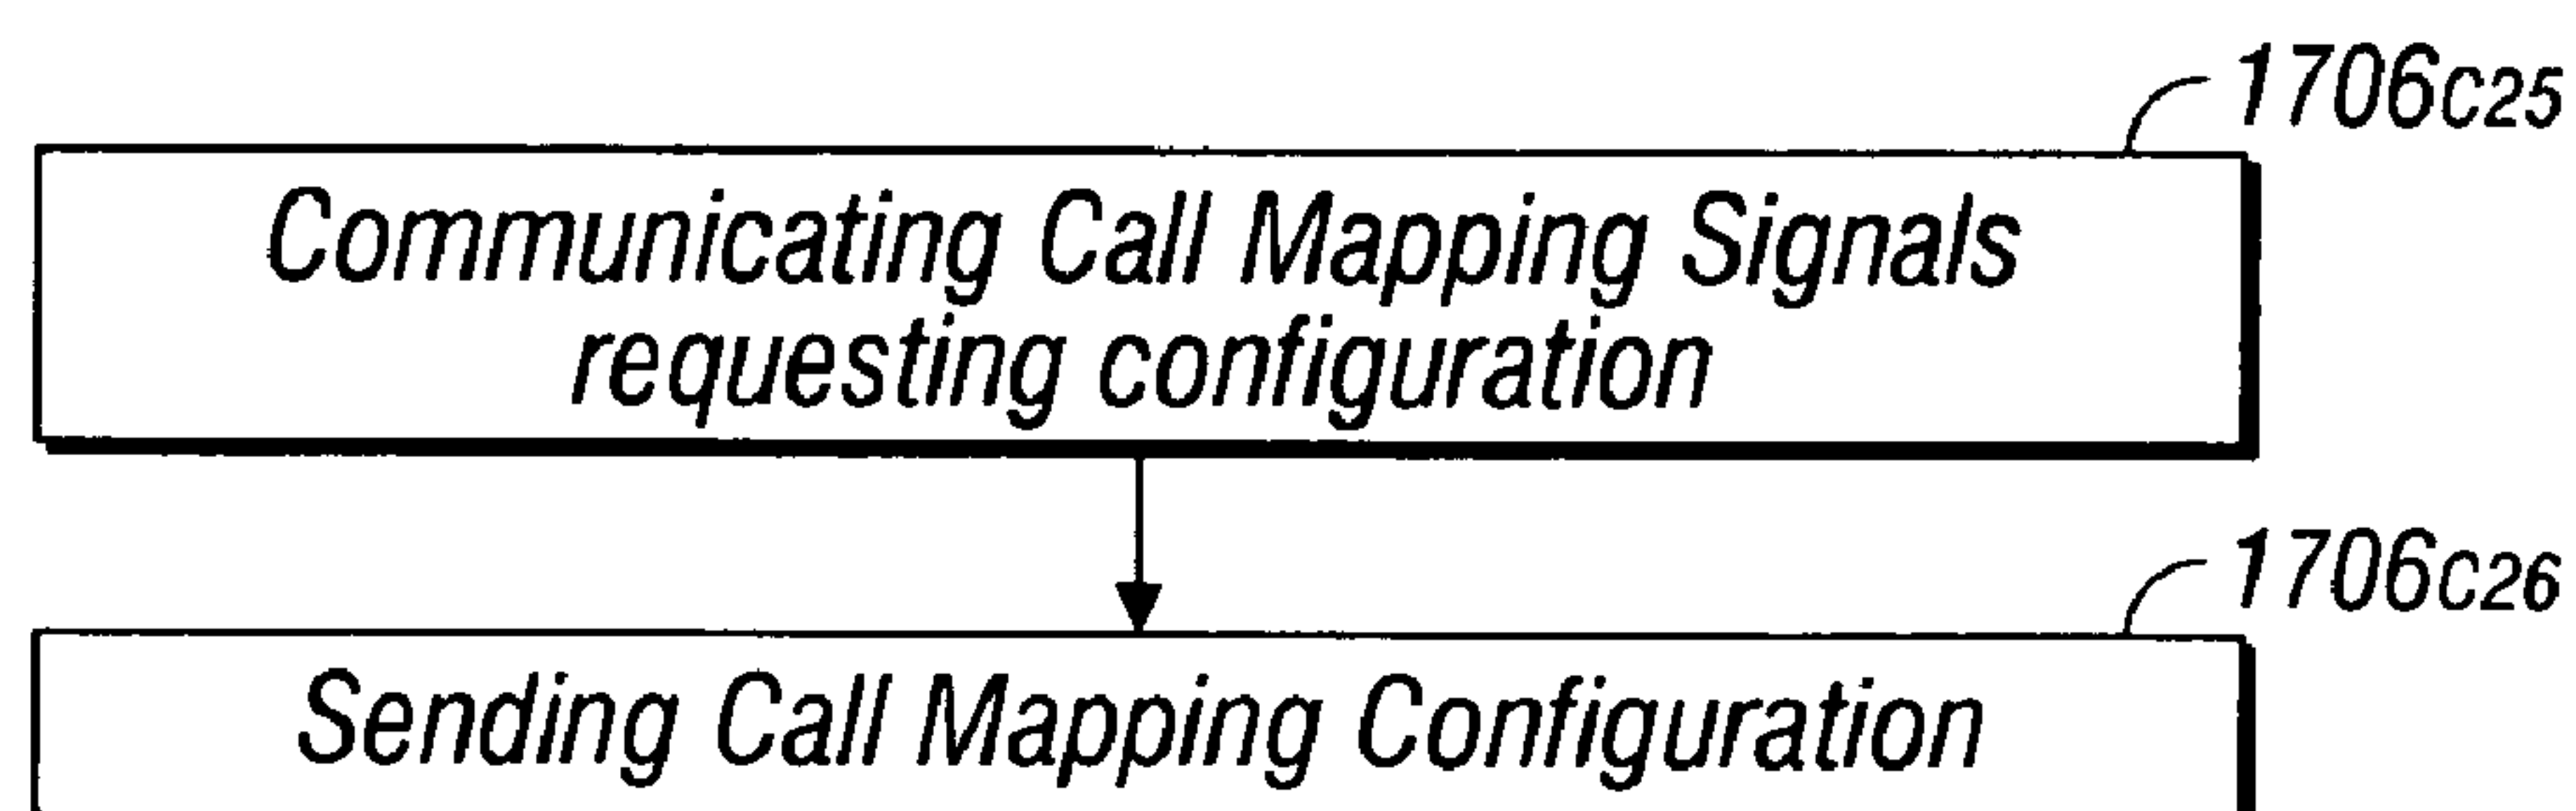 1706c25
Communicating Call Mapping Signals
requesting configuration
1706c26
Sending Call Mapping Configuration